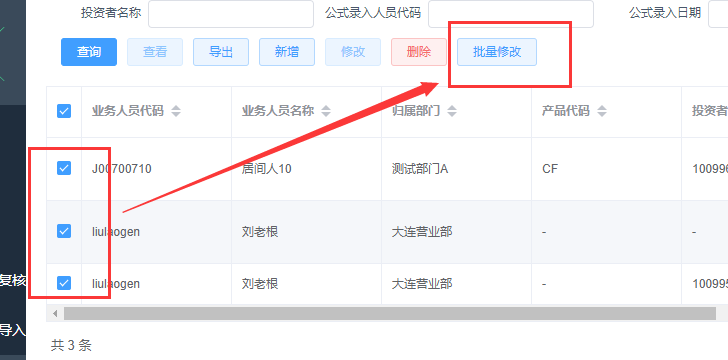 投资者名称 公式录入人员代码 公式录入日期
查询 查看 导出 新增 修改 删除 批量修改
业务人员代码 业务人员名称 归属部门 产品代码 投资者
J00700710 居间人10 测试部门A CF 10099
liulaogen 刘老根 大连营业部 - -
复核
liulaogen 刘老根 大连营业部 - 10099
导入
共 3 条